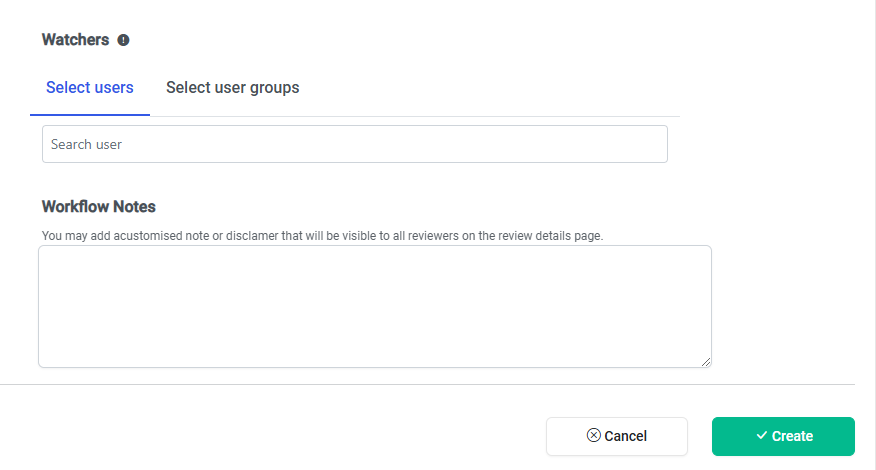 Watchers
Select users
Select user groups
Search user
Workflow Notes
You may add acustomised note or disclamer that will be visible to all reviewers on the review details page.
Cancel
Create